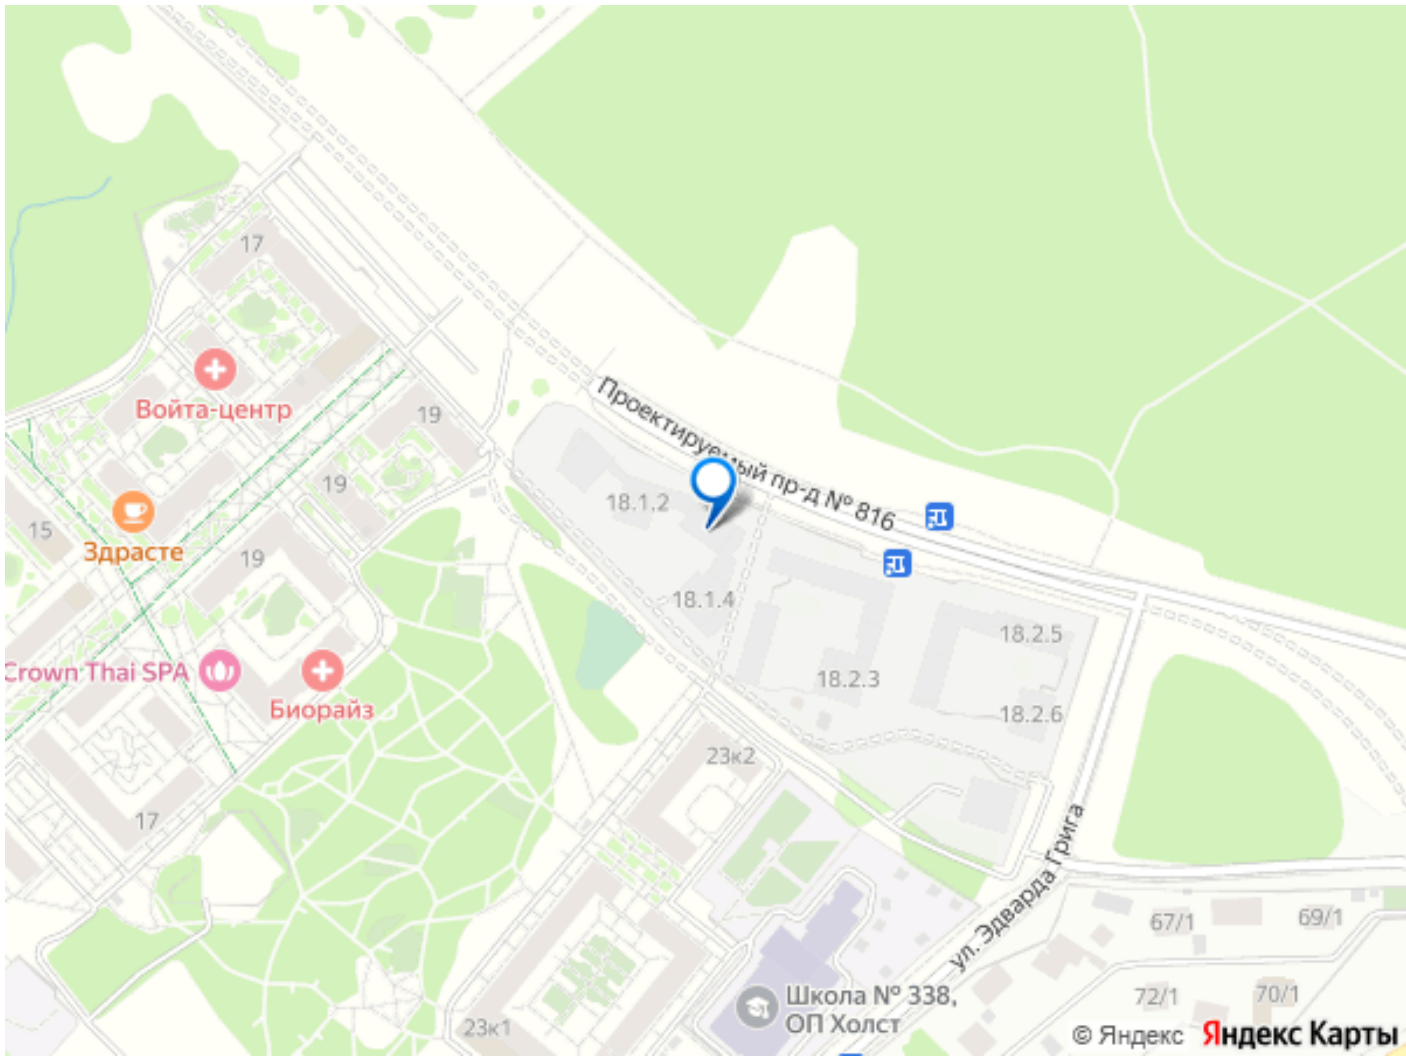 17
Войта-центр
19
Проектируемый пр-д № 816
19
18.1.2
15
Здрасте
19
18.1.4
18.2.5
Crown Thai SPA
18.2.3
Биорайз
18.2.6
23к2
17
ул. Эдварда Грига
67/1
69/1
Школа № 338,
ОП Холст
72/1
70/1
23к1
© Яндекс Яндекс Карты